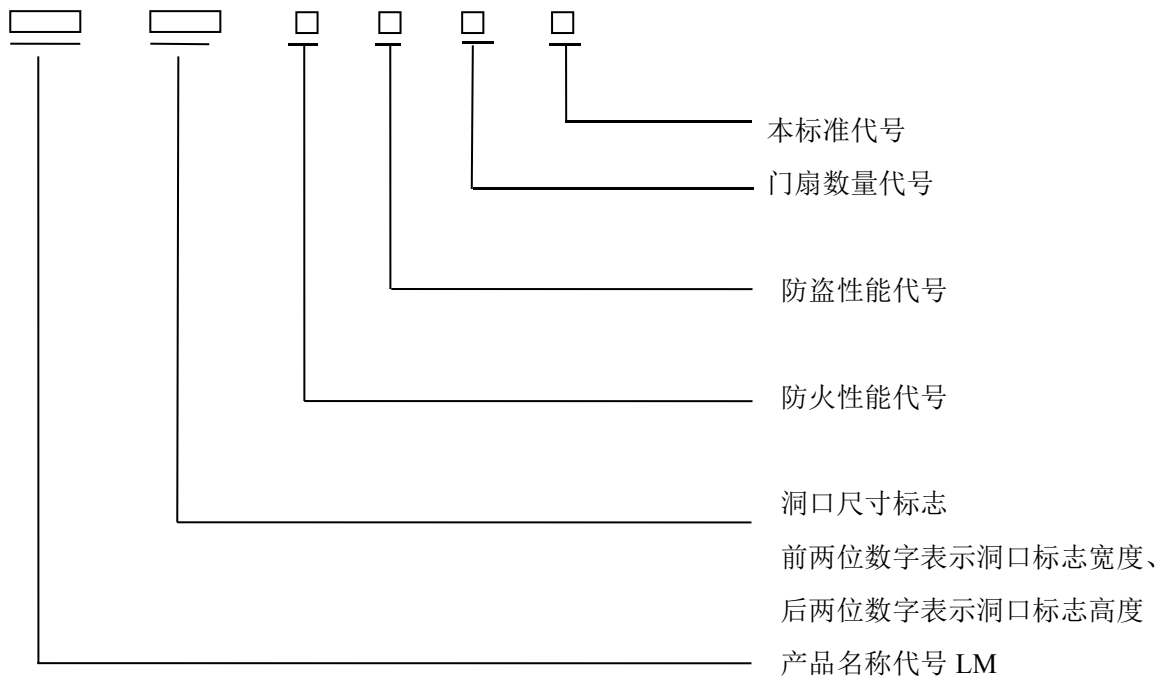 本标准代号
门扇数量代号
防盗性能代号
防火性能代号
洞口尺寸标志
前两位数字表示洞口标志宽度、
后两位数字表示洞口标志高度
产品名称代号 LM